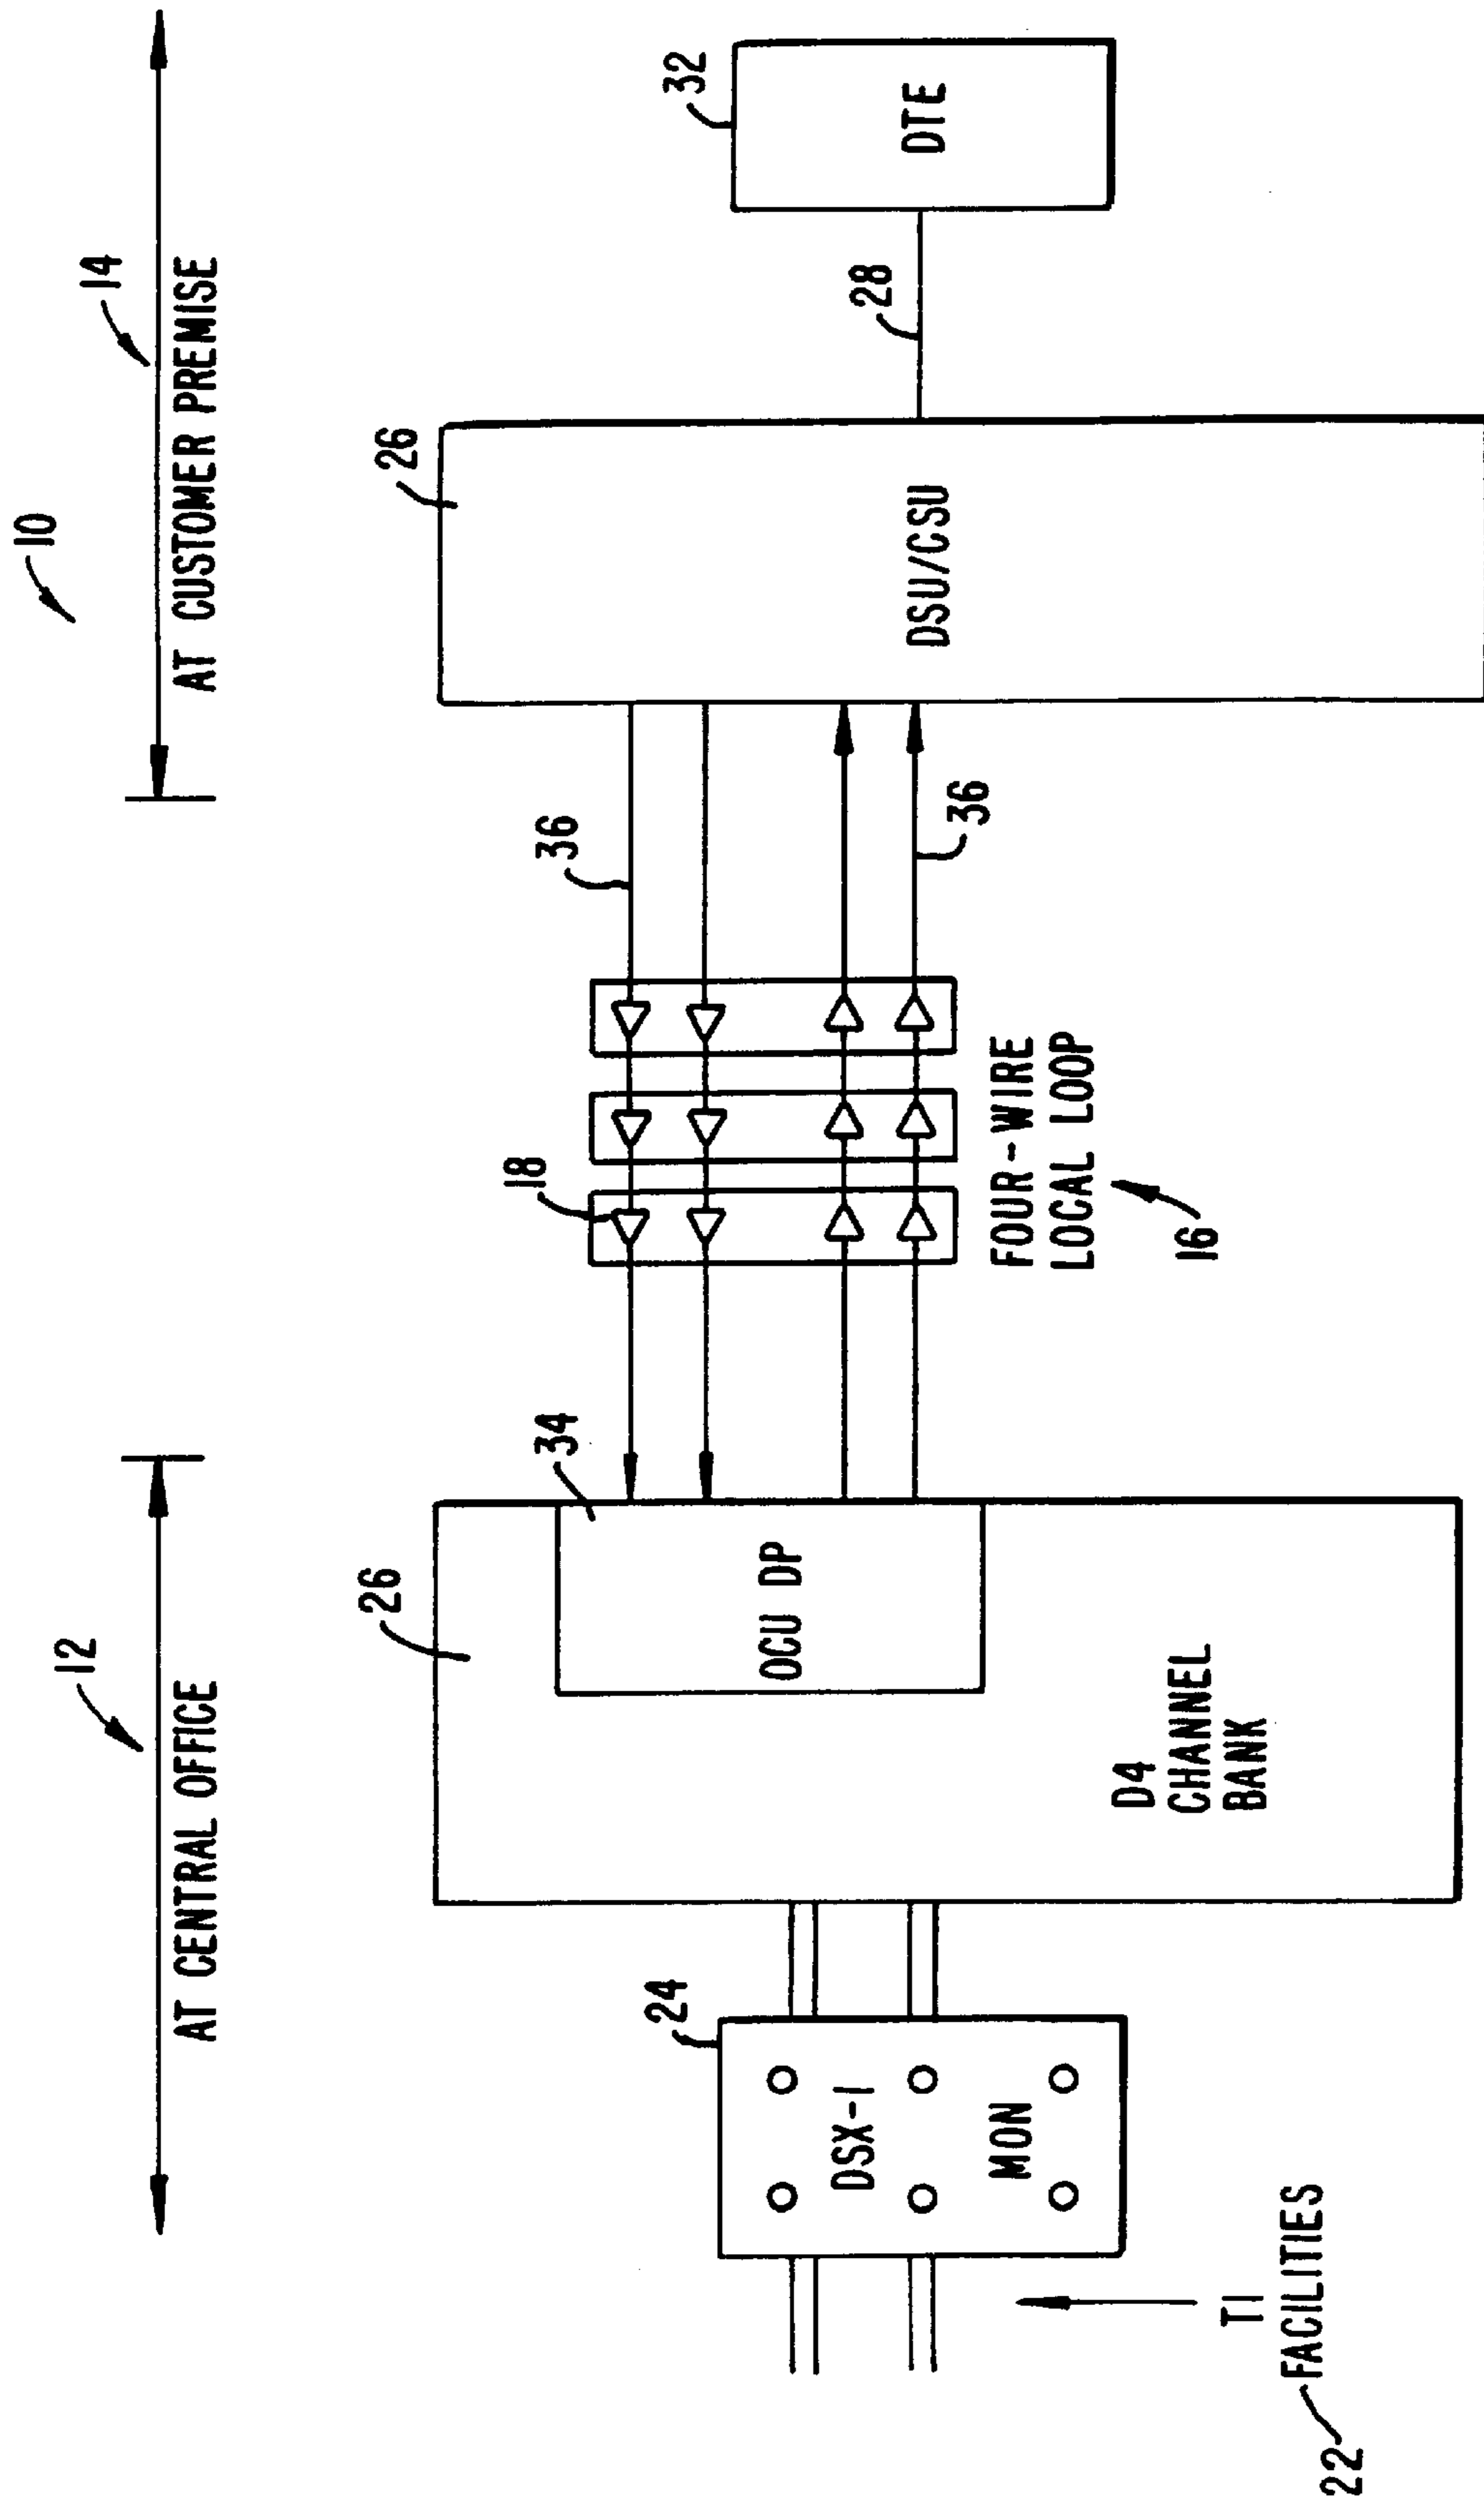 10
12
14
AT CENTRAL OFFICE
AT CUSTOMER PREMISE
26
26
34
18
36
24
32
28
OCU DP
DSX-1
MON
D4
CHANNEL
BANK
DSU/CSU
DTE
36
FOUR-WIRE
LOCAL LOOP
16
T1
FACILITIES
22